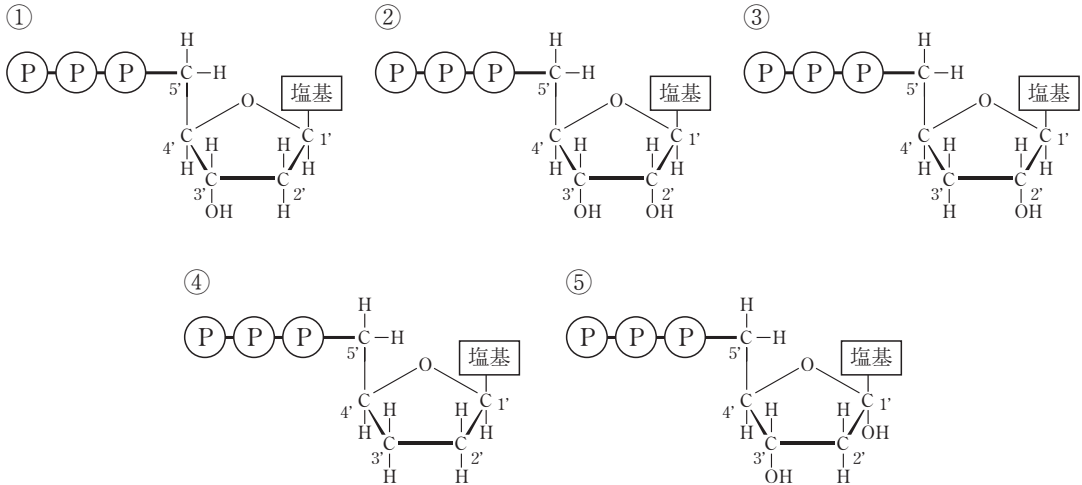 ①
H
P P P C H
5'
O 塩基
C H H C
4' 1'
H C C H
3' 2'
OH H
②
H
P P P C H
5'
O 塩基
C H H C
4' 1'
H C C H
3' 2'
OH OH
③
H
P P P C H
5'
O 塩基
C H H C
4' 1'
H C C H
3' 2'
H OH
④
H
P P P C H
5'
O 塩基
C H H C
4' 1'
H C C H
3' 2'
H H
⑤
H
P P P C H
5'
O 塩基
C H H C
4' 1'
H C C OH
3' 2'
OH H